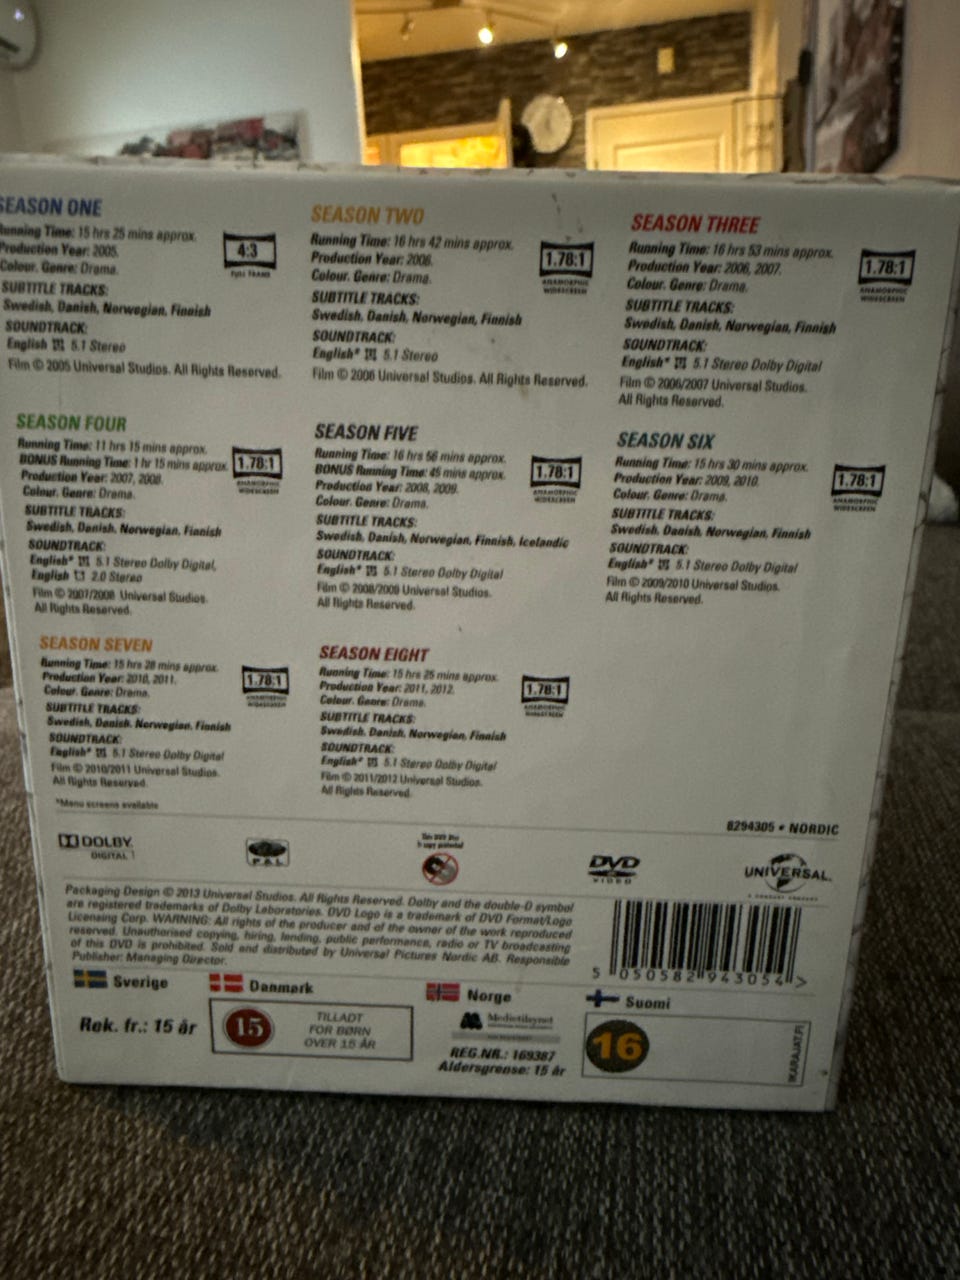 SEASON ONE
Running Time: 15 hrs 25 mins approx.
Production Year: 2005.
Colour. Genre: Drama.
SUBTITLE TRACKS:
Swedish, Danish, Norwegian, Finnish
SOUNDTRACK:
English 5.1 Stereo
Film © 2005 Universal Studios. All Rights Reserved.
4:3
FULL FRAME
SEASON TWO
Running Time: 16 hrs 42 mins approx.
Production Year: 2006.
Colour. Genre: Drama.
SUBTITLE TRACKS:
Swedish, Danish, Norwegian, Finnish
SOUNDTRACK:
English* 5.1 Stereo
Film © 2006 Universal Studios. All Rights Reserved.
1.78:1
ANAMORPHIC
WIDESCREEN
SEASON THREE
Running Time: 16 hrs 53 mins approx.
Production Year: 2006, 2007.
Colour. Genre: Drama.
SUBTITLE TRACKS:
Swedish, Danish, Norwegian, Finnish
SOUNDTRACK:
English* 5.1 Stereo Dolby Digital
Film © 2006/2007 Universal Studios.
All Rights Reserved.
1.78:1
ANAMORPHIC
WIDESCREEN
SEASON FOUR
Running Time: 11 hrs 15 mins approx.
BONUS Running Time: 1 hr 15 mins approx.
Production Year: 2007, 2008.
Colour. Genre: Drama.
SUBTITLE TRACKS:
Swedish, Danish, Norwegian, Finnish
SOUNDTRACK:
English* 5.1 Stereo Dolby Digital,
English 2.0 Stereo
Film © 2007/2008 Universal Studios.
All Rights Reserved.
1.78:1
ANAMORPHIC
WIDESCREEN
SEASON FIVE
Running Time: 16 hrs 56 mins approx.
BONUS Running Time: 45 mins approx.
Production Year: 2008, 2009.
Colour. Genre: Drama.
SUBTITLE TRACKS:
Swedish, Danish, Norwegian, Finnish, Icelandic
SOUNDTRACK:
English* 5.1 Stereo Dolby Digital
Film © 2008/2009 Universal Studios.
All Rights Reserved.
1.78:1
ANAMORPHIC
WIDESCREEN
SEASON SIX
Running Time: 15 hrs 30 mins approx.
Production Year: 2009, 2010.
Colour. Genre: Drama.
SUBTITLE TRACKS:
Swedish, Danish, Norwegian, Finnish
SOUNDTRACK:
English* 5.1 Stereo Dolby Digital
Film © 2009/2010 Universal Studios.
All Rights Reserved.
1.78:1
ANAMORPHIC
WIDESCREEN
SEASON SEVEN
Running Time: 15 hrs 28 mins approx.
Production Year: 2010, 2011.
Colour. Genre: Drama.
SUBTITLE TRACKS:
Swedish, Danish, Norwegian, Finnish
SOUNDTRACK:
English* 5.1 Stereo Dolby Digital
Film © 2010/2011 Universal Studios.
All Rights Reserved.
1.78:1
ANAMORPHIC
WIDESCREEN
SEASON EIGHT
Running Time: 15 hrs 25 mins approx.
Production Year: 2011, 2012.
Colour. Genre: Drama.
SUBTITLE TRACKS:
Swedish, Danish, Norwegian, Finnish
SOUNDTRACK:
English* 5.1 Stereo Dolby Digital
Film © 2011/2012 Universal Studios.
All Rights Reserved.
1.78:1
ANAMORPHIC
WIDESCREEN
*Menu screens available
8294305 • NORDIC
DOLBY
DIGITAL
PAL
This DVD Disc
is copy protected
DVD
VIDEO
UNIVERSAL
Packaging Design © 2013 Universal Studios. All Rights Reserved. Dolby and the double-D symbol
are registered trademarks of Dolby Laboratories. DVD Logo is a trademark of DVD Format/Logo
Licensing Corp. WARNING: All rights of the producer and of the owner of the work reproduced
reserved. Unauthorised copying, hiring, lending, public performance, radio or TV broadcasting
of this DVD is prohibited. Sold and distributed by Universal Pictures Nordic AB. Responsible
Publisher: Managing Director.
5 050582 943054 >
Sverige
Rek. fr.: 15 år
Danmark
15
TILLADT
FOR BØRN
OVER 15 ÅR
Norge
Medietilsynet
REG.NR.: 169387
Aldersgrense: 15 år
Suomi
16
IKARAJAT.FI